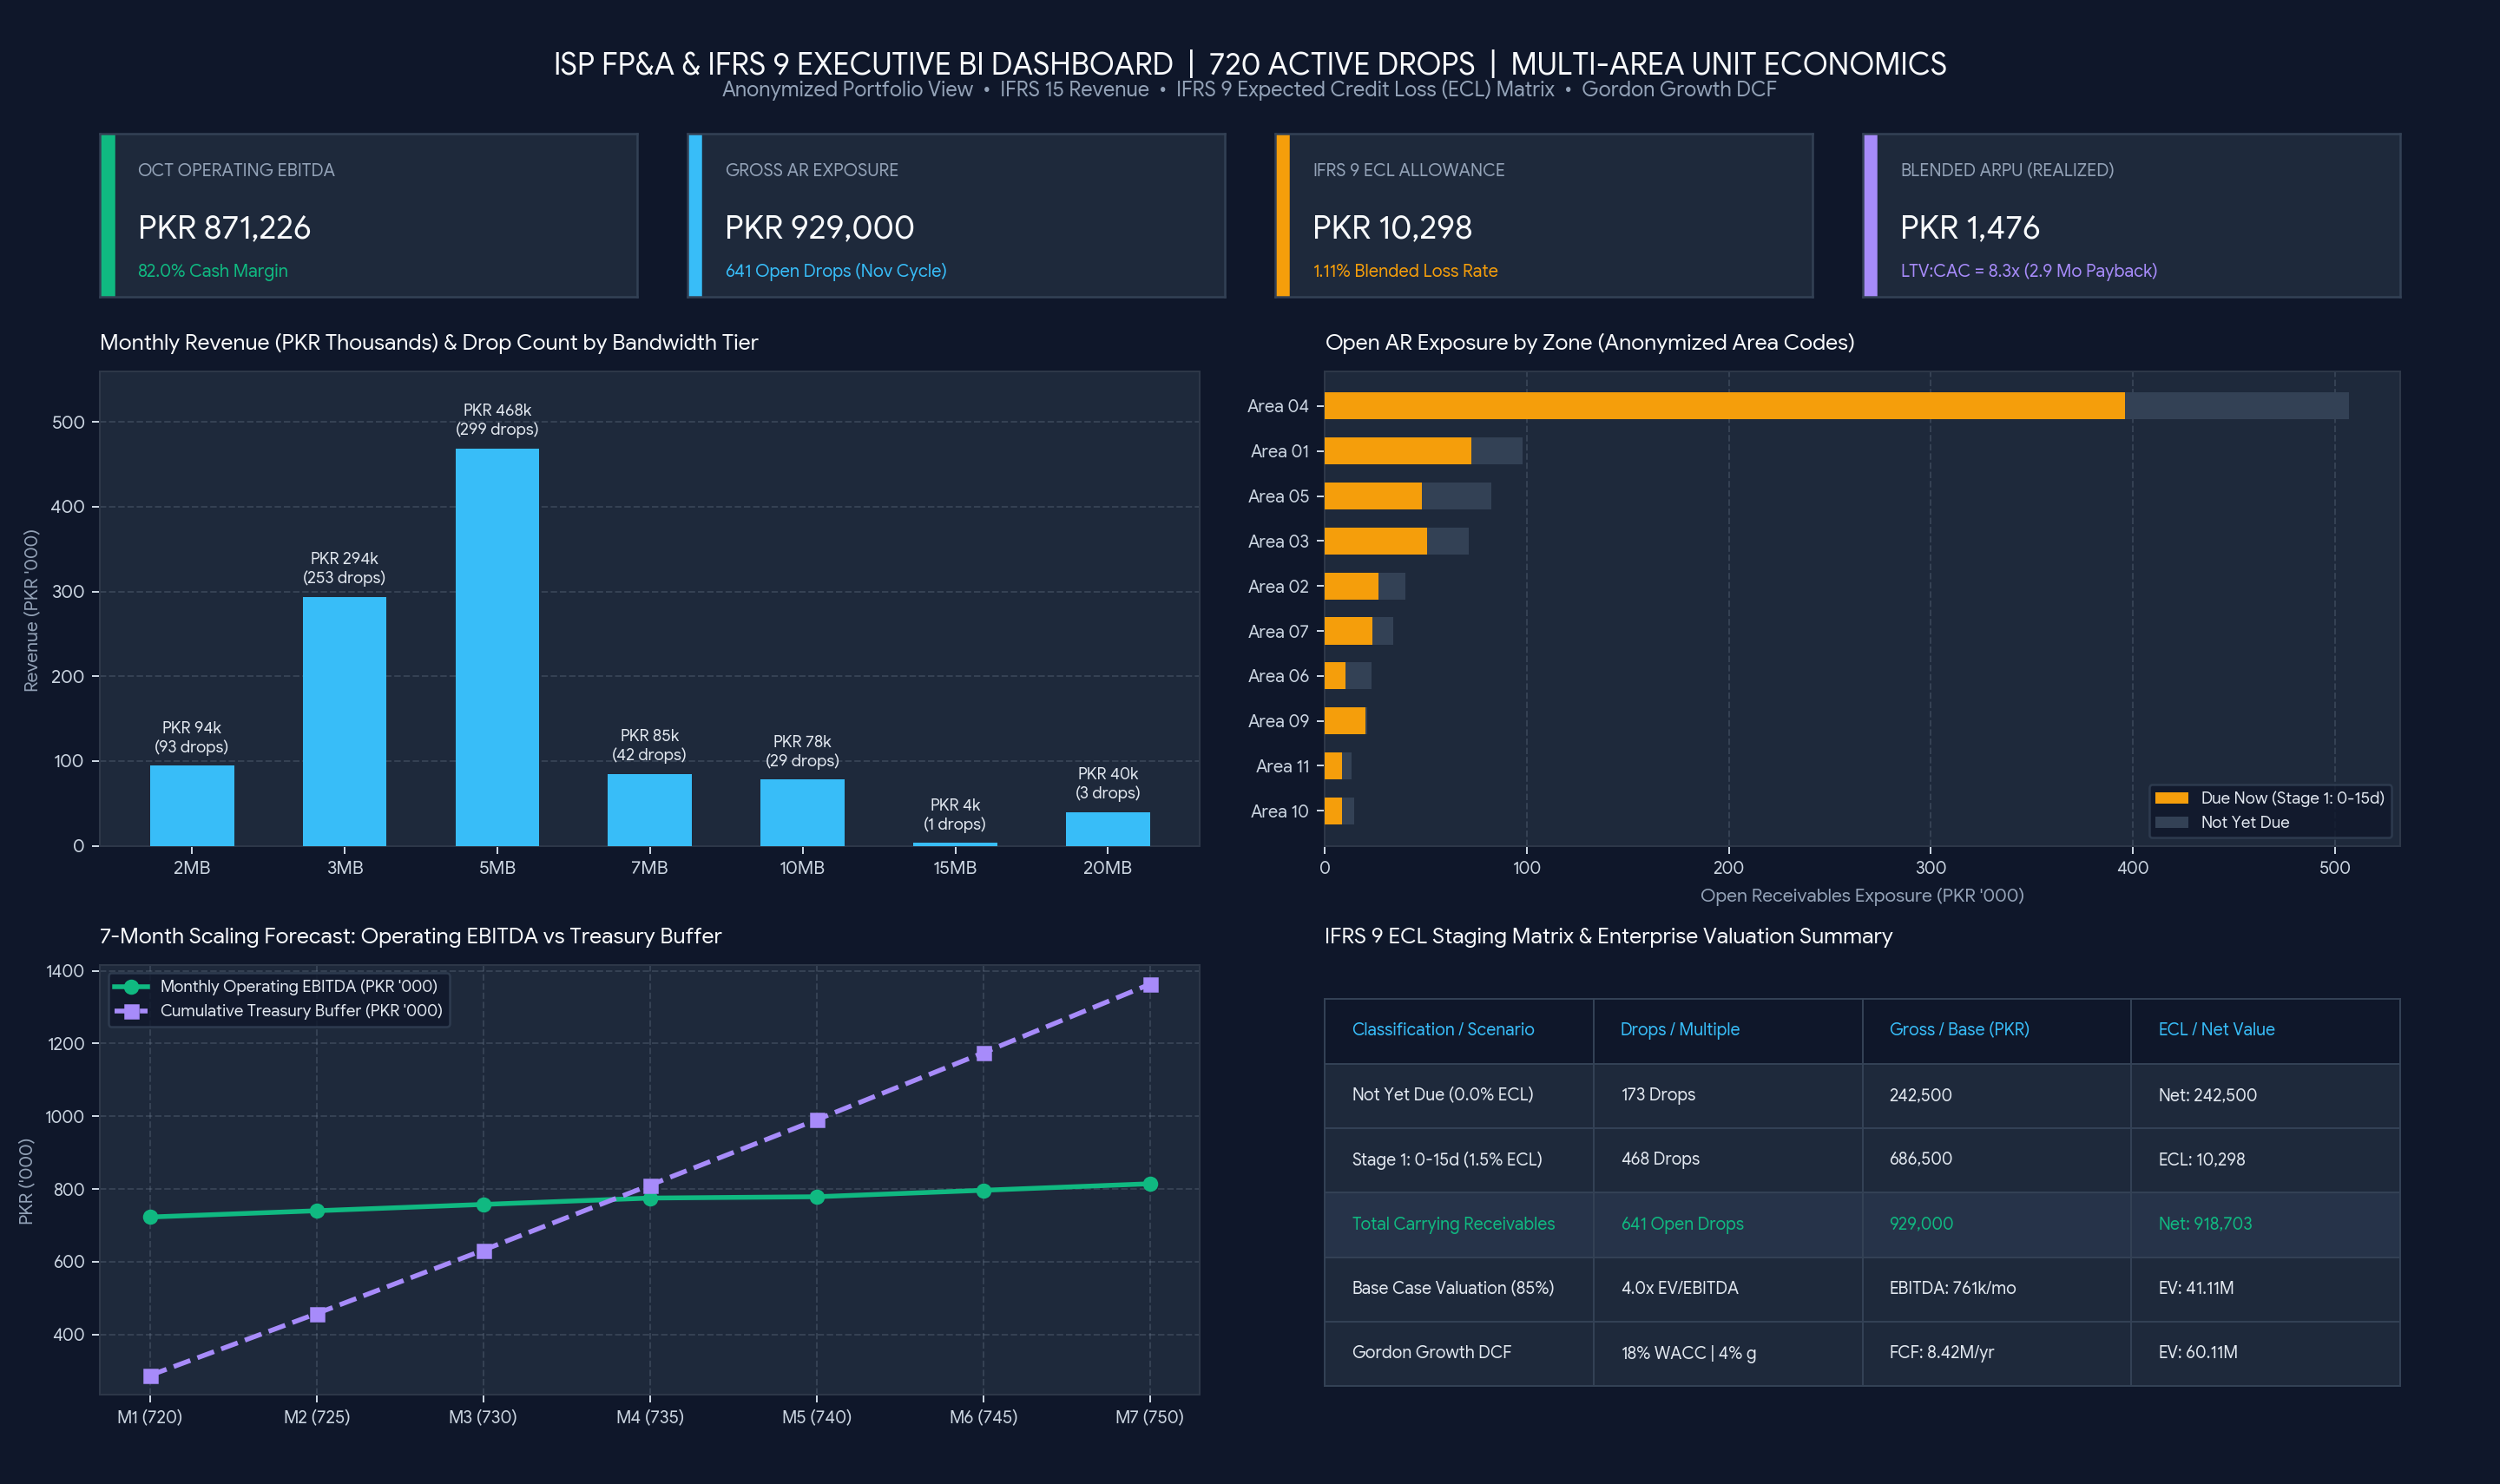 ISP FP&A & IFRS 9 EXECUTIVE BI DASHBOARD | 720 ACTIVE DROPS | MULTI-AREA UNIT ECONOMICS
Anonymized Portfolio View • IFRS 15 Revenue • IFRS 9 Expected Credit Loss (ECL) Matrix • Gordon Growth DCF
OCT OPERATING EBITDA
PKR 871,226
82.0% Cash Margin
GROSS AR EXPOSURE
PKR 929,000
641 Open Drops (Nov Cycle)
IFRS 9 ECL ALLOWANCE
PKR 10,298
1.11% Blended Loss Rate
BLENDED ARPU (REALIZED)
PKR 1,476
LTV:CAC = 8.3x (2.9 Mo Payback)
Monthly Revenue (PKR Thousands) & Drop Count by Bandwidth Tier
Revenue (PKR '000)
500
400
300
200
100
0
PKR 94k
(93 drops)
PKR 294k
(253 drops)
PKR 468k
(299 drops)
PKR 85k
(42 drops)
PKR 78k
(29 drops)
PKR 4k
(1 drops)
PKR 40k
(3 drops)
2MB
3MB
5MB
7MB
10MB
15MB
20MB
Open AR Exposure by Zone (Anonymized Area Codes)
Area 04
Area 01
Area 05
Area 03
Area 02
Area 07
Area 06
Area 09
Area 11
Area 10
Due Now (Stage 1: 0-15d)
Not Yet Due
0
100
200
300
400
500
Open Receivables Exposure (PKR '000)
7-Month Scaling Forecast: Operating EBITDA vs Treasury Buffer
PKR ('000)
1400
1200
1000
800
600
400
Monthly Operating EBITDA (PKR '000)
Cumulative Treasury Buffer (PKR '000)
M1 (720)
M2 (725)
M3 (730)
M4 (735)
M5 (740)
M6 (745)
M7 (750)
IFRS 9 ECL Staging Matrix & Enterprise Valuation Summary
Classification / Scenario
Drops / Multiple
Gross / Base (PKR)
ECL / Net Value
Not Yet Due (0.0% ECL)
173 Drops
242,500
Net: 242,500
Stage 1: 0-15d (1.5% ECL)
468 Drops
686,500
ECL: 10,298
Total Carrying Receivables
641 Open Drops
929,000
Net: 918,703
Base Case Valuation (85%)
4.0x EV/EBITDA
EBITDA: 761k/mo
EV: 41.11M
Gordon Growth DCF
18% WACC | 4% g
FCF: 8.42M/yr
EV: 60.11M